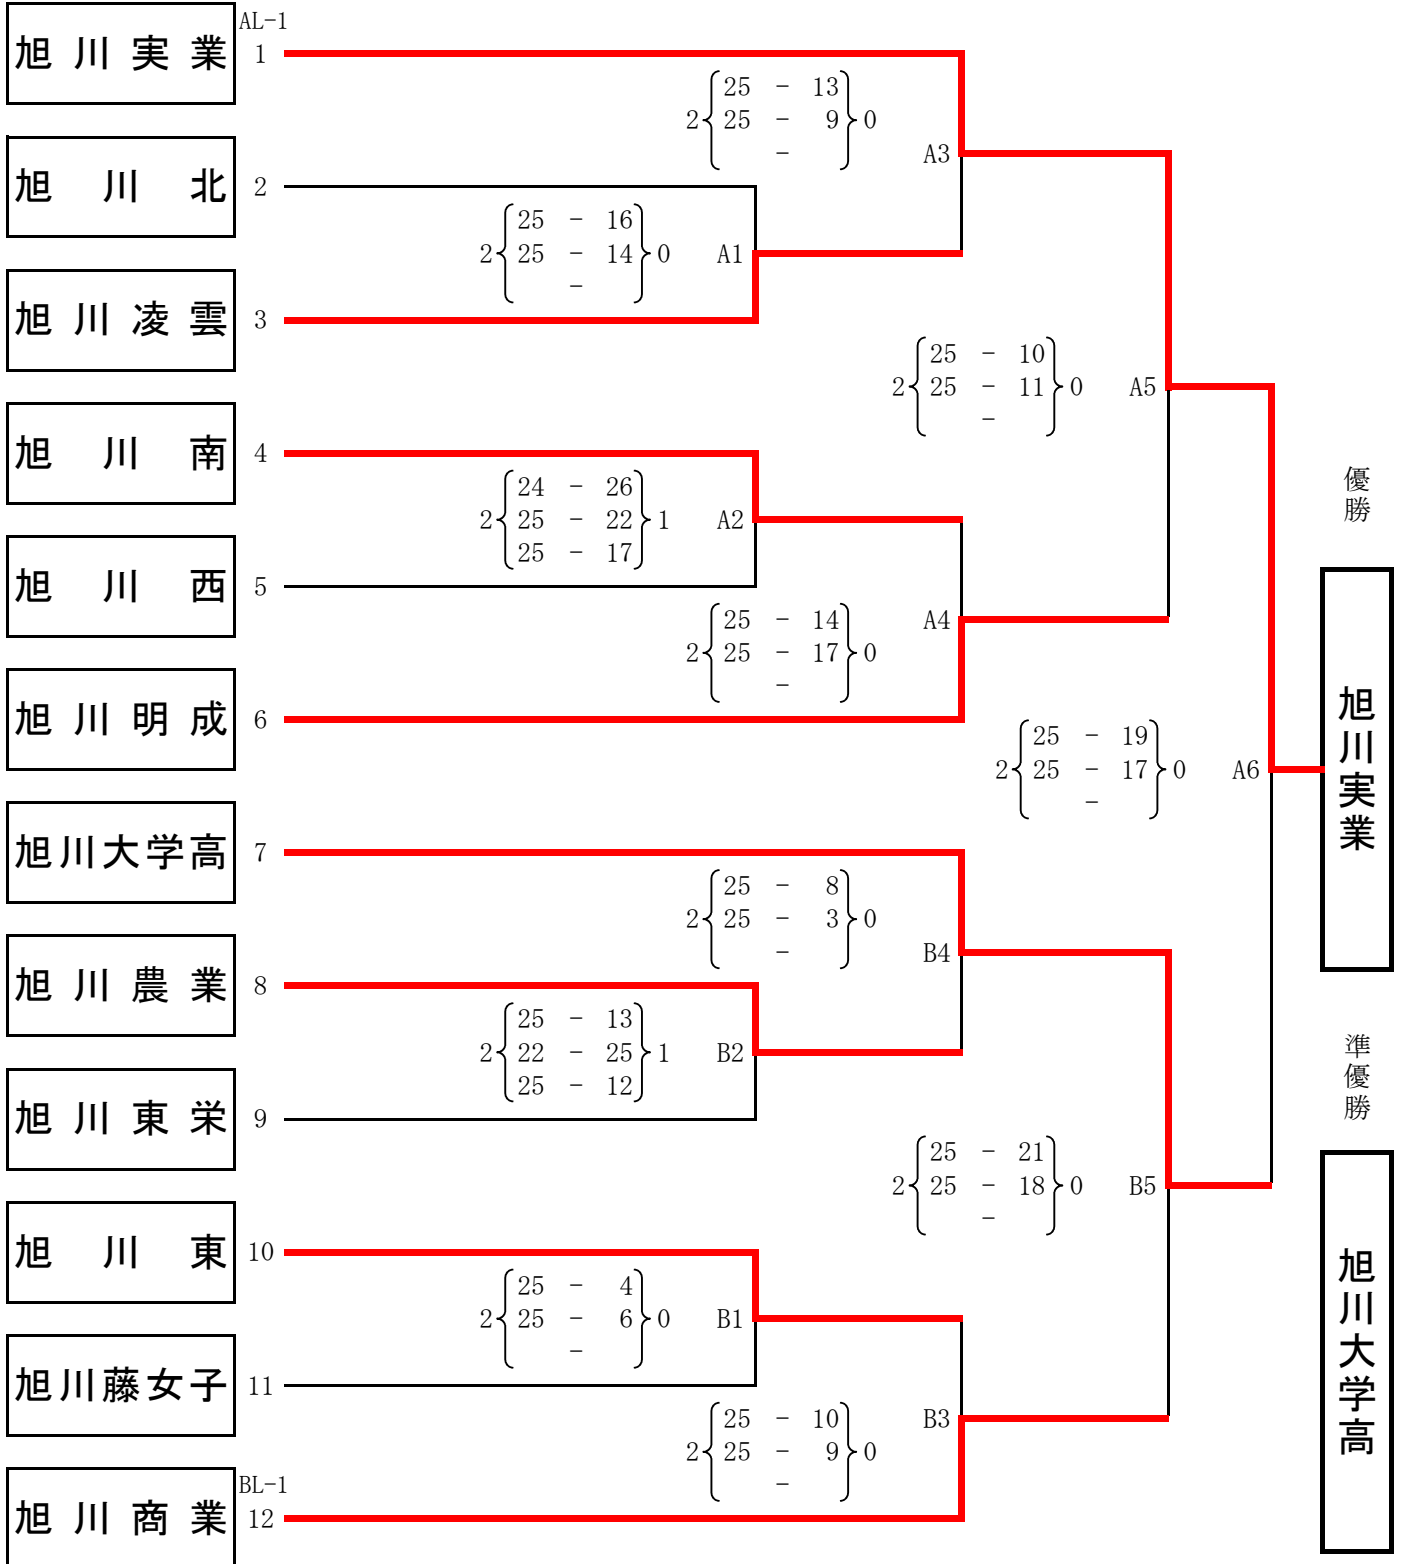 AL-1
旭川実業 1
25 - 13
2 25 - 9 0
-
A3
旭川北 2
25 - 16
2 25 - 14 0 A1
-
旭川凌雲 3
25 - 10
2 25 - 11 0 A5
-
旭川南 4
24 - 26
2 25 - 22 1 A2
25 - 17
旭川西 5
25 - 14 A4
2 25 - 17 0
-
旭川明成 6
25 - 19
2 25 - 17 0 A6
-
優勝
旭川実業
旭川大学高 7
25 - 8
2 25 - 3 0
-
B4
旭川農業 8
25 - 13
2 22 - 25 1 B2
25 - 12
旭川東栄 9
25 - 21
2 25 - 18 0 B5
-
準優勝
旭川大学高
旭川東 10
25 - 4
2 25 - 6 0 B1
-
旭川藤女子 11
25 - 10 B3
2 25 - 9 0
-
BL-1
旭川商業 12